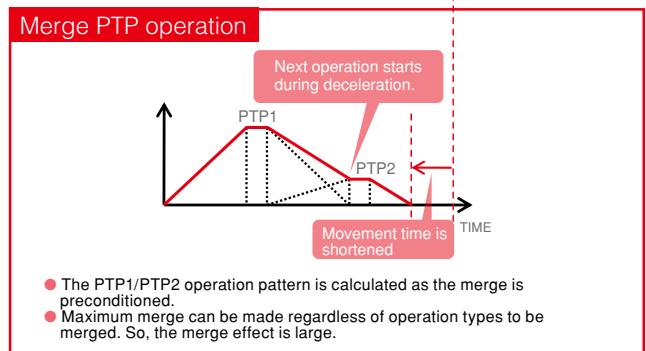 Merge PTP operation
Next operation starts
during deceleration.
PTP1
PTP2
TIME
Movement time is
shortened
● The PTP1/PTP2 operation pattern is calculated as the merge is
preconditioned.
● Maximum merge can be made regardless of operation types to be
merged. So, the merge effect is large.